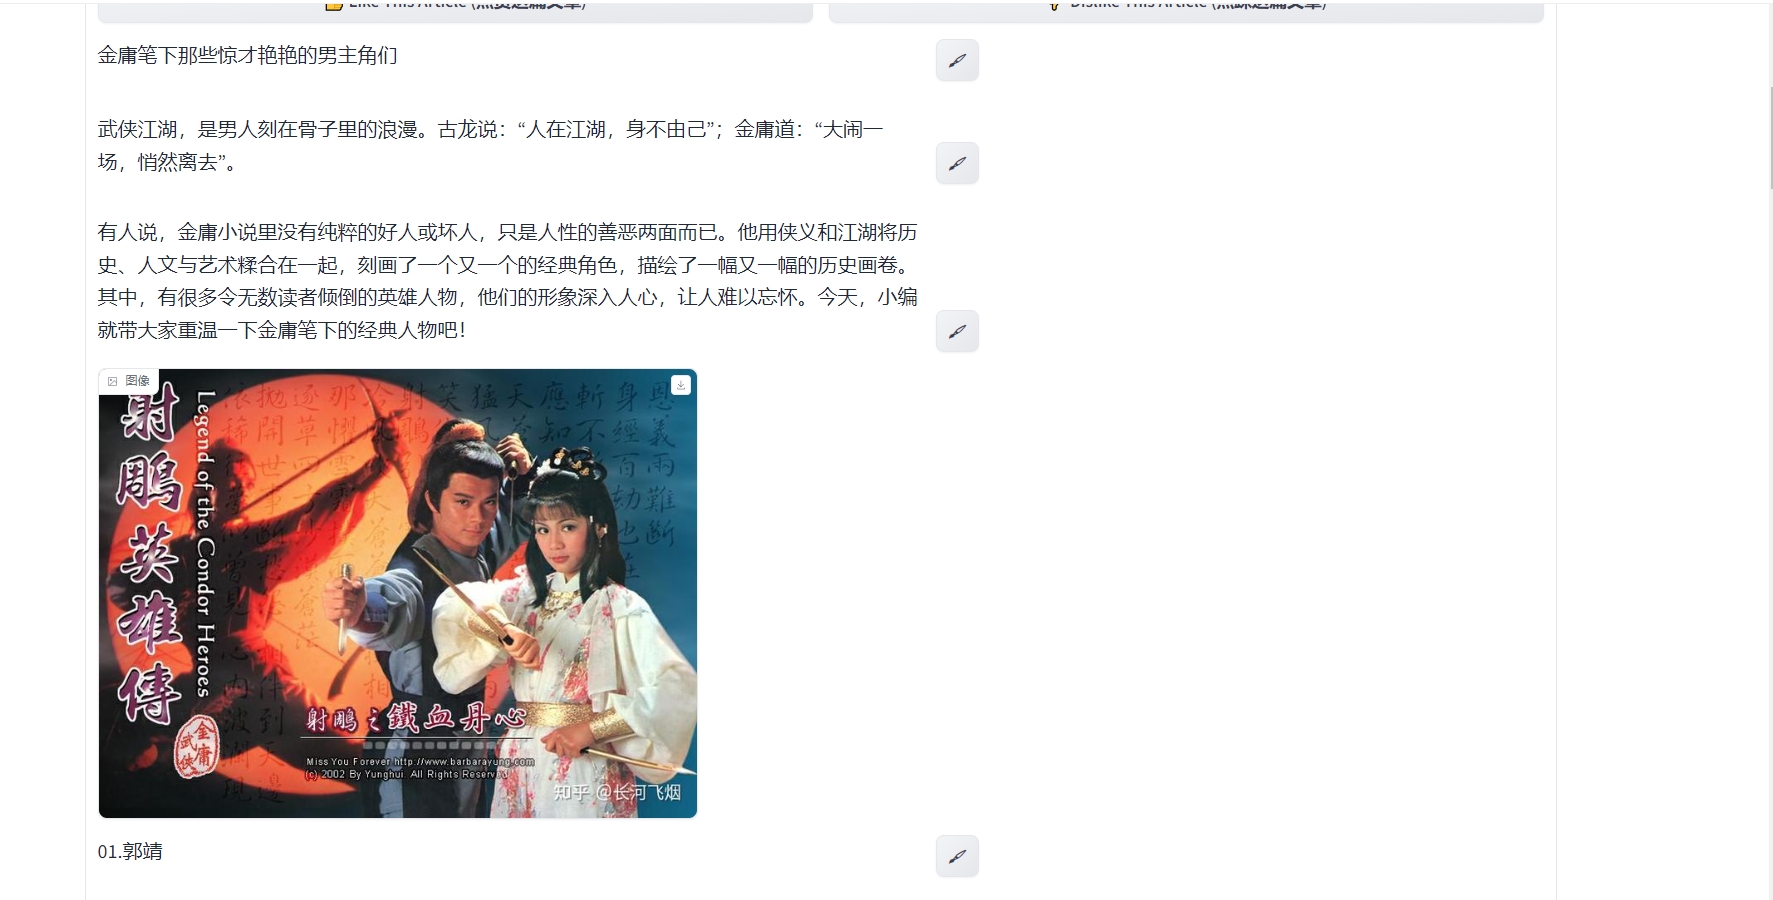 Like This Article (点赞这篇文章)
Dislike This Article (点踩这篇文章)
金庸笔下那些惊才艳艳的男主角们
武侠江湖，是男人刻在骨子里的浪漫。古龙说：“人在江湖，身不由己”；金庸道：“大闹一
场，悄然离去”。
有人说，金庸小说里没有纯粹的好人或坏人，只是人性的善恶两面而已。他用侠义和江湖将历
史、人文与艺术糅合在一起，刻画了一个又一个的经典角色，描绘了一幅又一幅的历史画卷。
其中，有很多令无数读者倾倒的英雄人物，他们的形象深入人心，让人难以忘怀。今天，小编
就带大家重温一下金庸笔下的经典人物吧！
图像
射鵰英雄傳
Legend of the Condor Heroes
金庸武侠
射鵰之鐵血丹心
Miss You Forever http://www.barbarayung.com
(c) 2002 By Yunghui. All Rights Reserved
知乎 @长河飞烟
01.郭靖